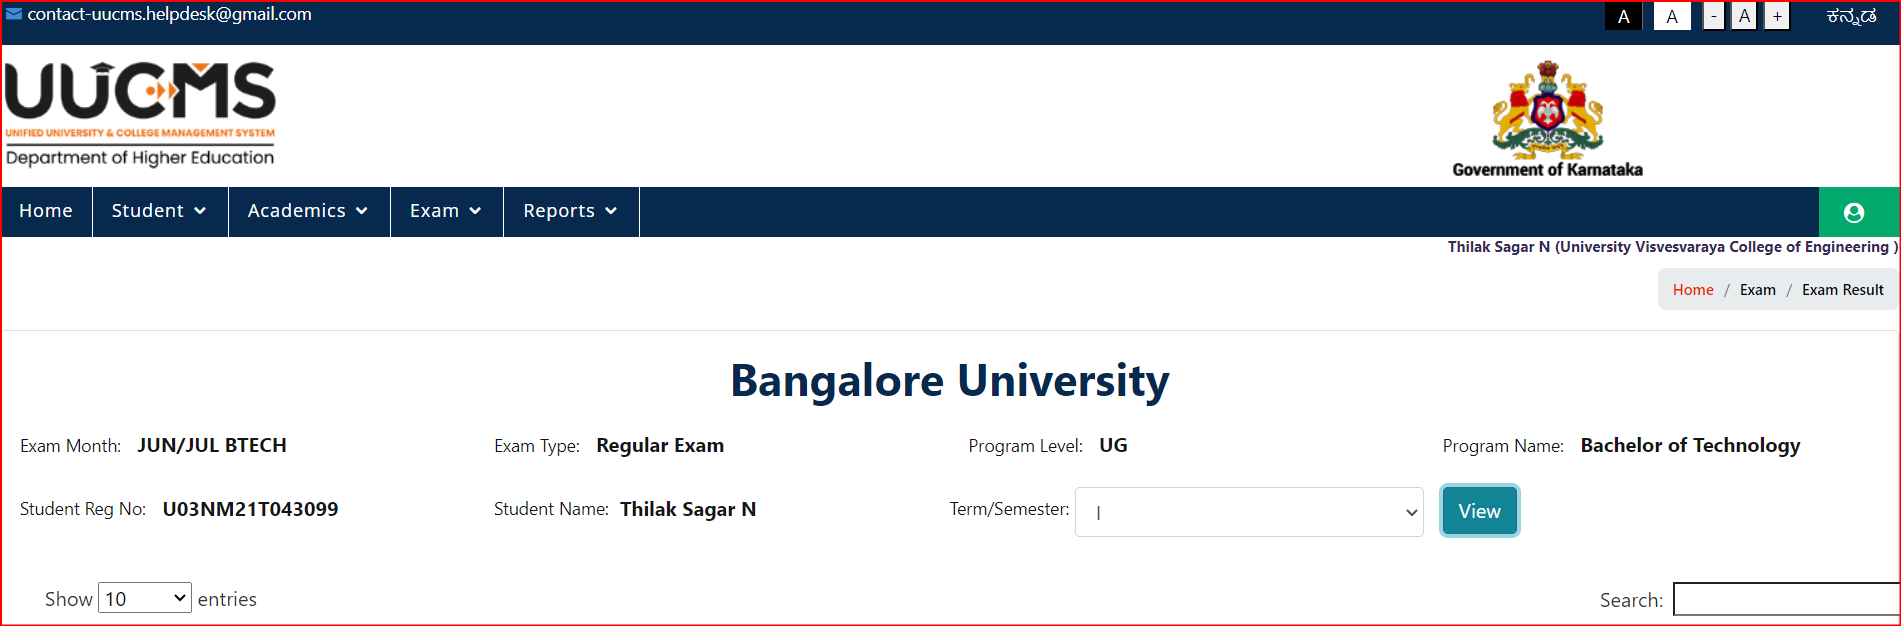 contact-uucms.helpdesk@gmail.com A A - A + ಕನ್ನಡ
UUCMS
UNIFIED UNIVERSITY & COLLEGE MANAGEMENT SYSTEM
Department of Higher Education
Government of Karnataka
Home Student Academics Exam Reports
Thilak Sagar N (University Visvesvaraya College of Engineering )
Home / Exam / Exam Result
Bangalore University
Exam Month: JUN/JUL BTECH Exam Type: Regular Exam Program Level: UG Program Name: Bachelor of Technology
Student Reg No: U03NM21T043099 Student Name: Thilak Sagar N Term/Semester: I View
Show 10 entries Search: